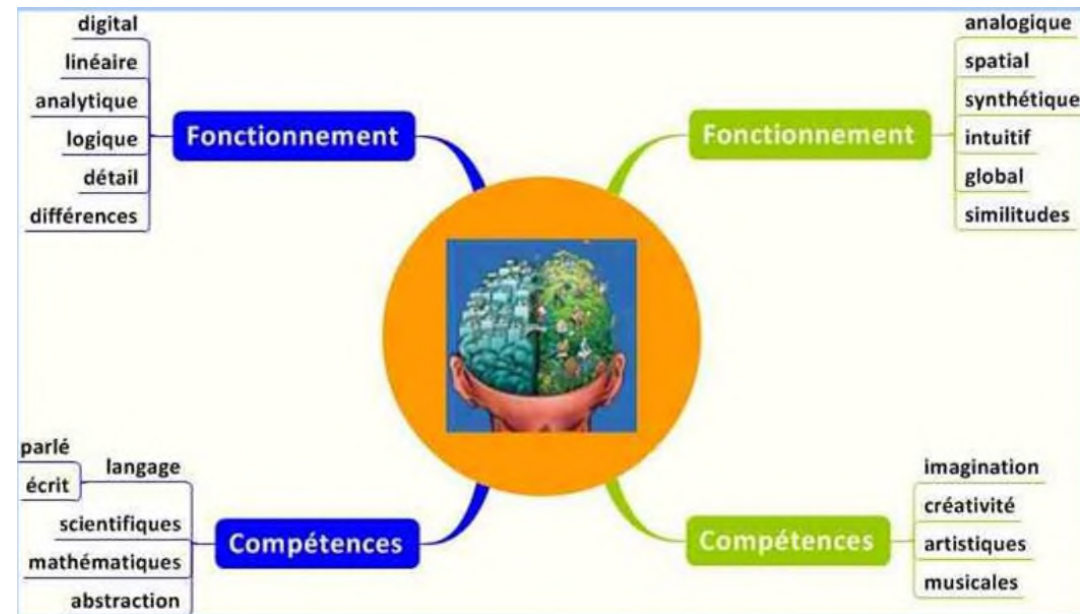 digital
linéaire
analytique
logique
détail
différences
Fonctionnement
Fonctionnement
analogique
spatial
synthétique
intuitif
global
similitudes
parlé
écrit
langage
scientifiques
mathématiques
abstraction
Compétences
Compétences
imagination
créativité
artistiques
musicales